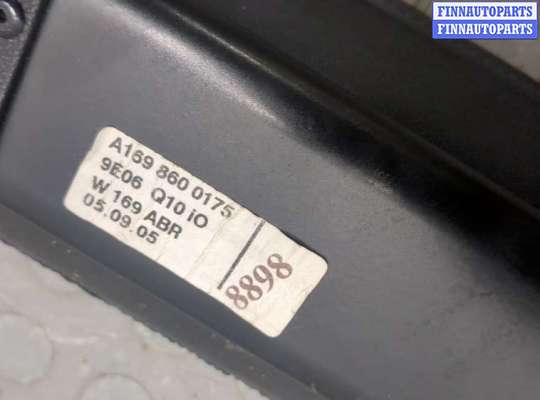 FINNAUTOPARTS
FINNAUTOPARTS
A169 860 0175
9E06 Q10 iO
W 169 ABR
05.09.05
8898